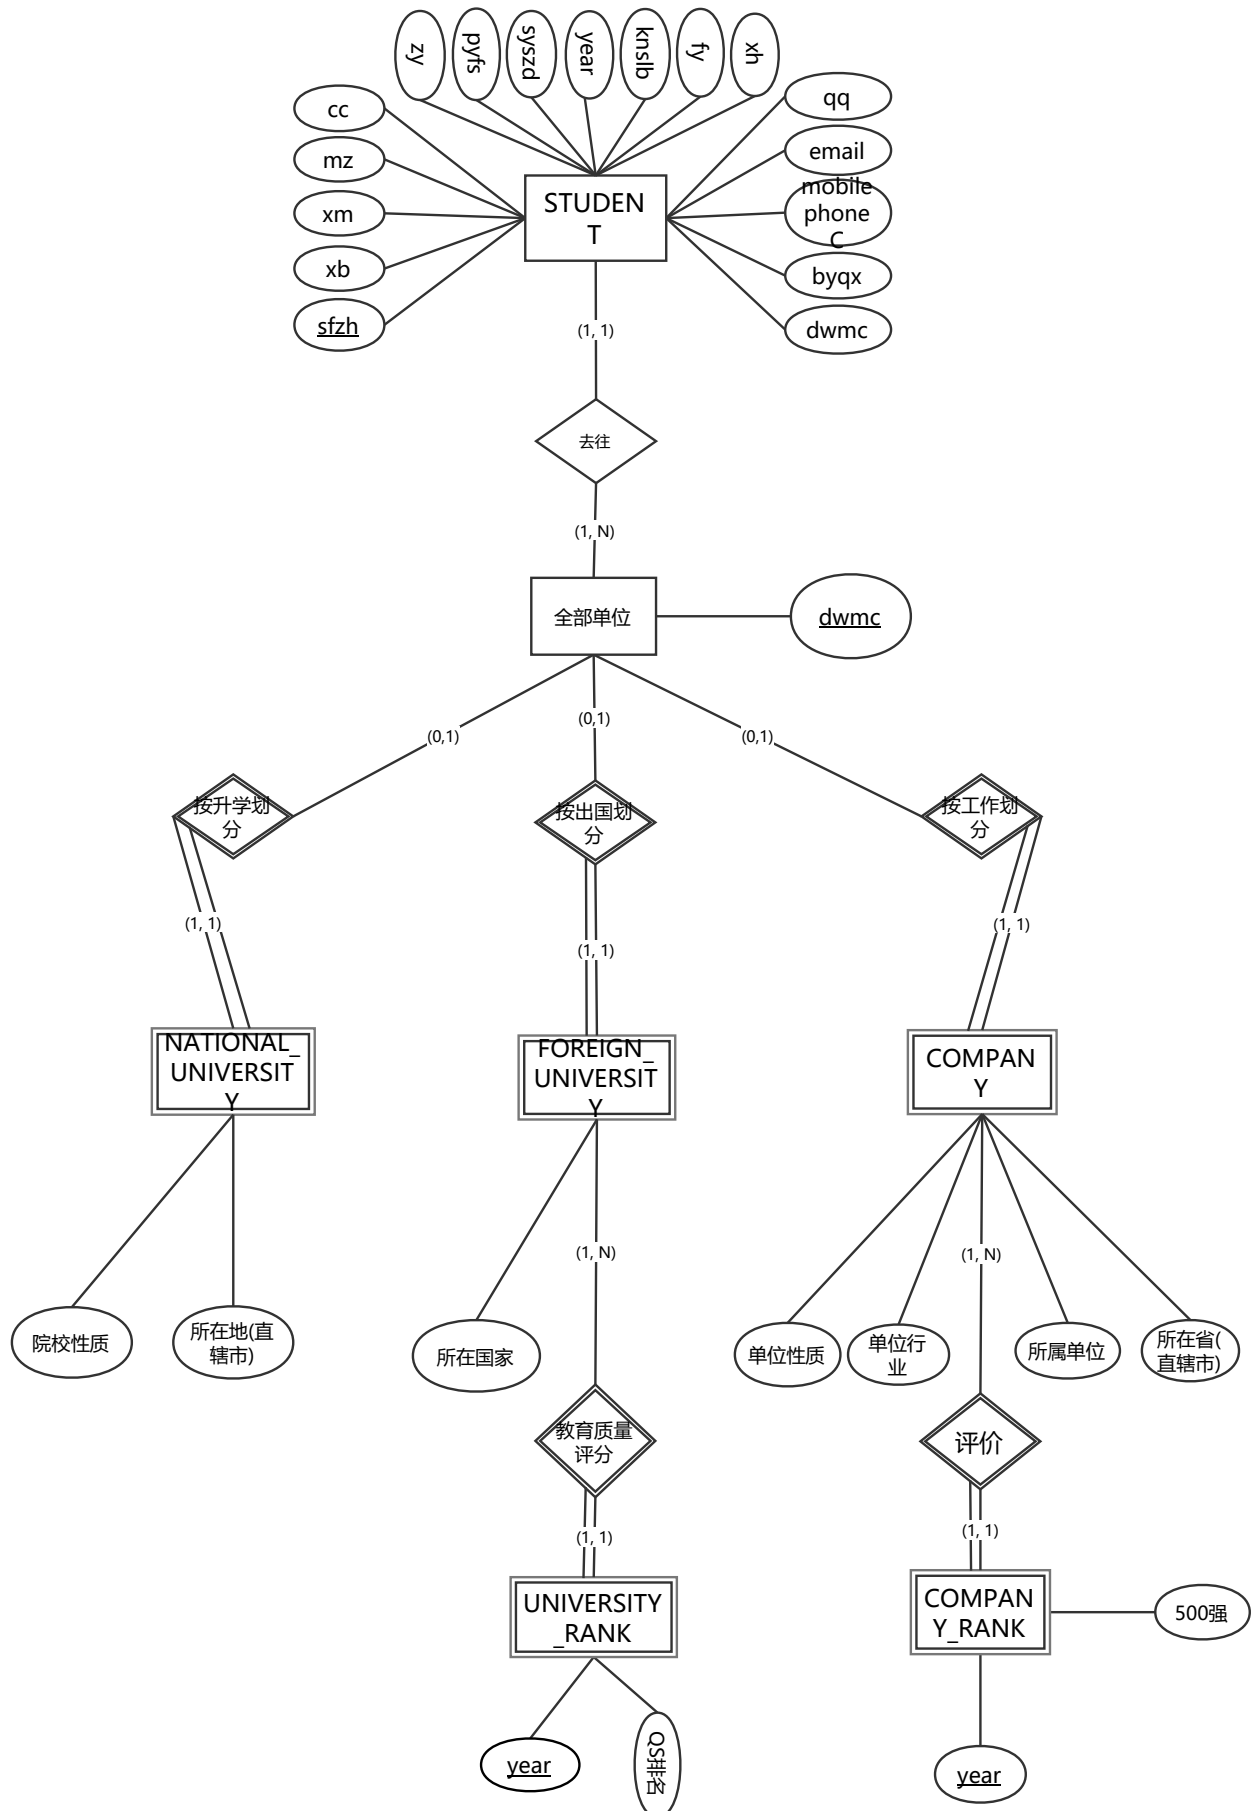 zy
pyfs
syszd
year
knslb
fy
xh
cc
mz
xm
xb
sfzh
STUDEN
T
qq
email
mobile
phone
C
byqx
dwmc
(1, 1)
去往
(1, N)
全部单位
dwmc
(0,1)
(0,1)
(0,1)
按升学划
分
按出国划
分
按工作划
分
(1, 1)
(1, 1)
(1, 1)
NATIONAL_
UNIVERSIT
Y
FOREIGN_
UNIVERSIT
Y
COMPAN
Y
(1, N)
(1, N)
院校性质
所在地(直
辖市)
所在国家
单位性质
单位行
业
所属单位
所在省(
直辖市)
教育质量
评分
评价
(1, 1)
(1, 1)
UNIVERSITY
_RANK
COMPAN
Y_RANK
500强
year
QS排名
year